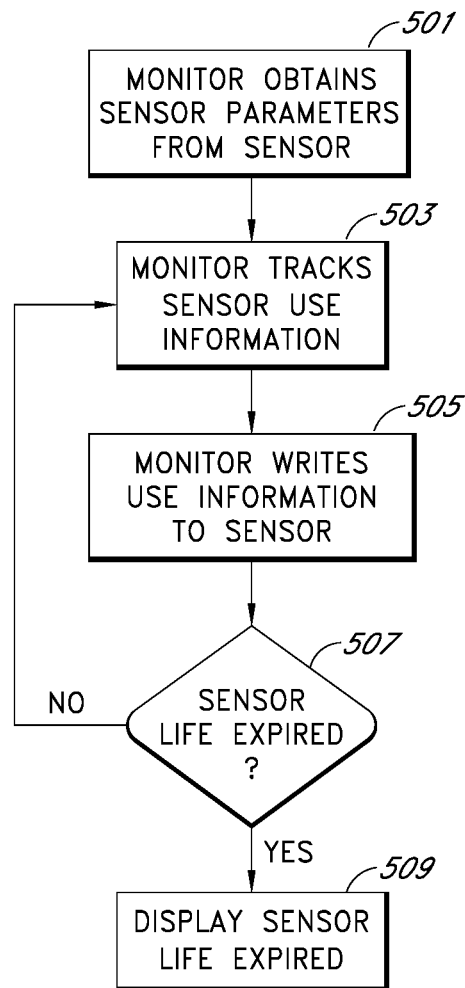 501
MONITOR OBTAINS
SENSOR PARAMETERS
FROM SENSOR
503
MONITOR TRACKS
SENSOR USE
INFORMATION
505
MONITOR WRITES
USE INFORMATION
TO SENSOR
507
SENSOR
LIFE EXPIRED
?
NO
YES
509
DISPLAY SENSOR
LIFE EXPIRED